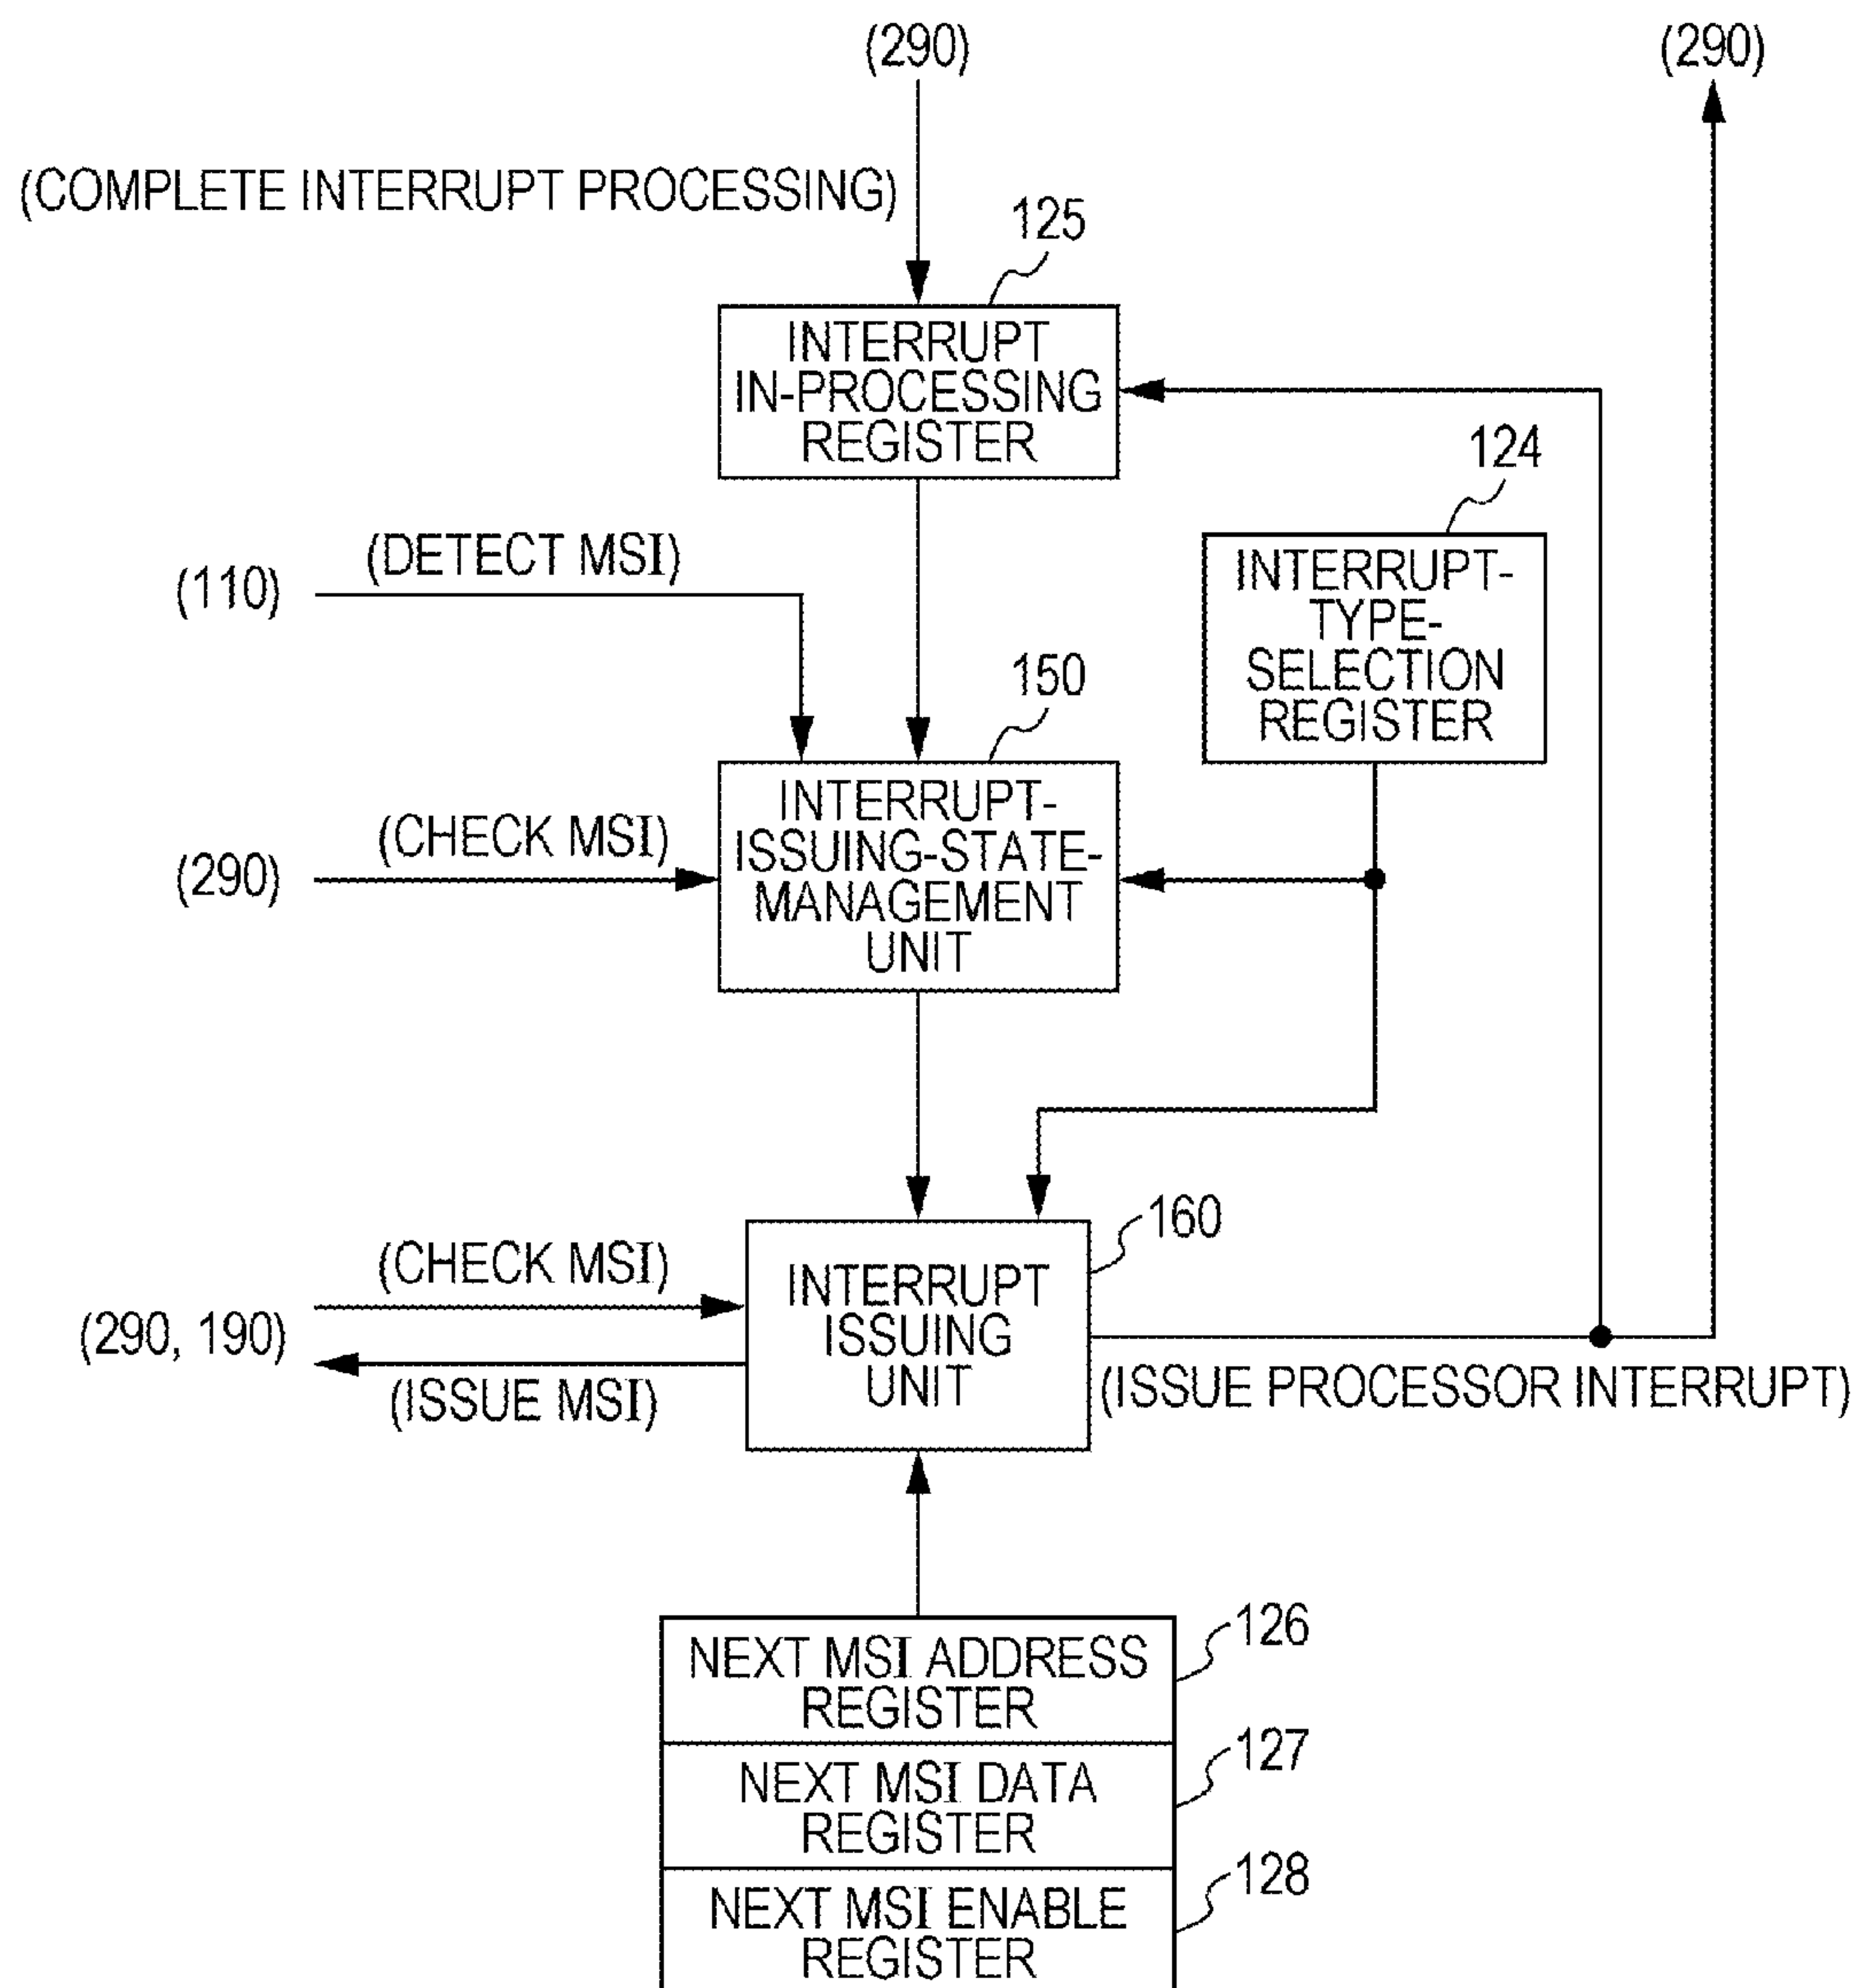 (290)
(290)
(COMPLETE INTERRUPT PROCESSING)
125
INTERRUPT
IN-PROCESSING
REGISTER
124
(DETECT MSI)
(110)
INTERRUPT-
TYPE-
SELECTION
REGISTER
150
INTERRUPT-
ISSUING-STATE-
MANAGEMENT
UNIT
(CHECK MSI)
(290)
160
(CHECK MSI)
INTERRUPT
ISSUING
UNIT
(290, 190)
(ISSUE MSI)
(ISSUE PROCESSOR INTERRUPT)
126
NEXT MSI ADDRESS
REGISTER
127
NEXT MSI DATA
REGISTER
128
NEXT MSI ENABLE
REGISTER